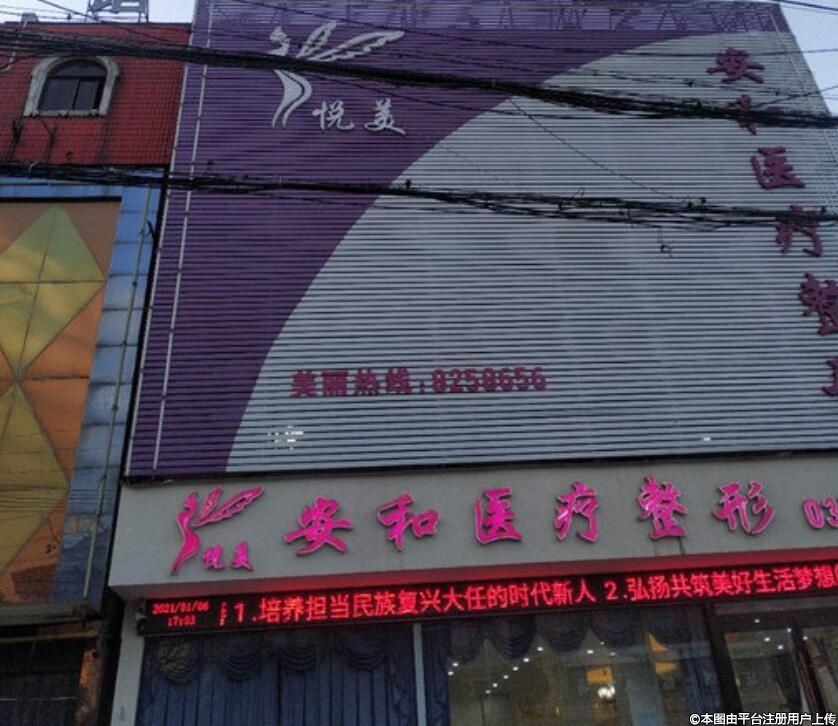 悦美
安和医疗整形
美丽热线:8258656
悦美
安和医疗整形 03
2021/01/06
17:03
1.培养担当民族复兴大任的时代新人 2.弘扬共筑美好生活梦想
©本图由平台注册用户上传